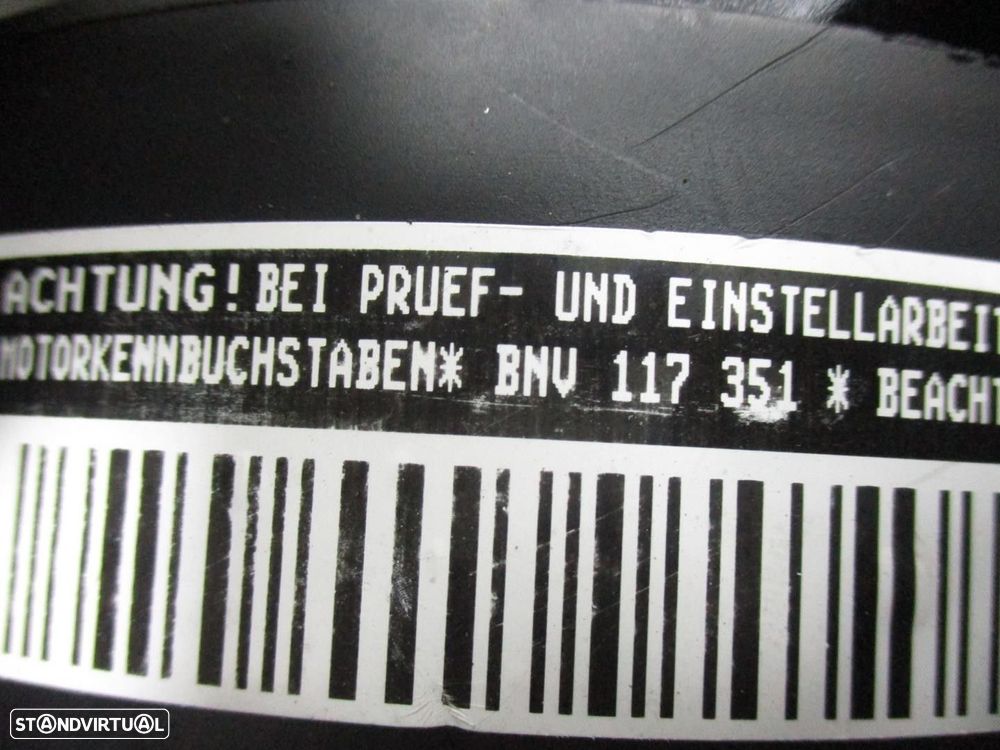 ACHTUNG! BEI PRUEF- UND EINSTELLARBEIT
MOTORKENNBUCHSTABEN* BNV 117 351 * BEACHT
STANDVIRTUAL